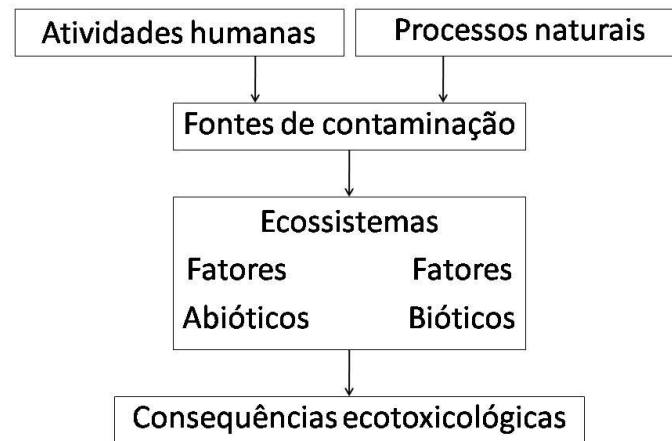 Atividades humanas
Processos naturais
Fontes de contaminação
Ecossistemas
Fatores Fatores
Abióticos Bióticos
Consequências ecotoxicológicas